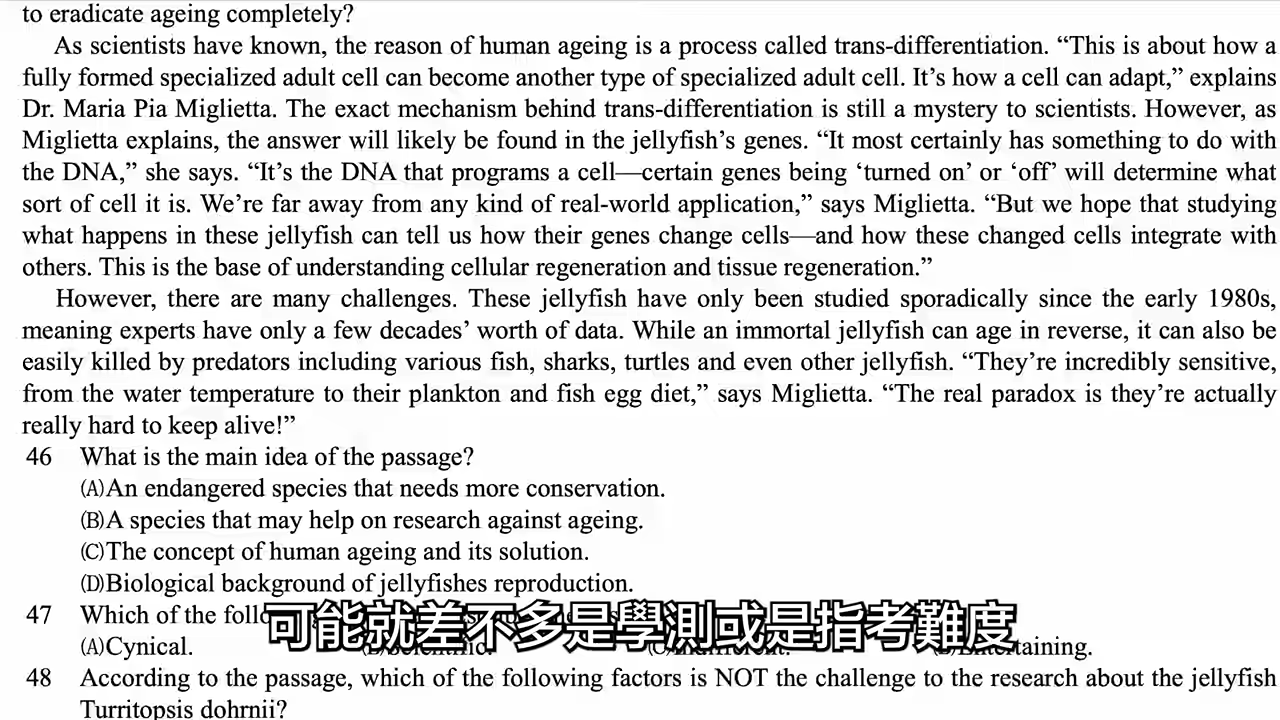 to eradicate ageing completely?
As scientists have known, the reason of human ageing is a process called trans-differentiation. “This is about how a
fully formed specialized adult cell can become another type of specialized adult cell. It’s how a cell can adapt,” explains
Dr. Maria Pia Miglietta. The exact mechanism behind trans-differentiation is still a mystery to scientists. However, as
Miglietta explains, the answer will likely be found in the jellyfish’s genes. “It most certainly has something to do with
the DNA,” she says. “It’s the DNA that programs a cell—certain genes being ‘turned on’ or ‘off’ will determine what
sort of cell it is. We’re far away from any kind of real-world application,” says Miglietta. “But we hope that studying
what happens in these jellyfish can tell us how their genes change cells—and how these changed cells integrate with
others. This is the base of understanding cellular regeneration and tissue regeneration.”
However, there are many challenges. These jellyfish have only been studied sporadically since the early 1980s,
meaning experts have only a few decades’ worth of data. While an immortal jellyfish can age in reverse, it can also be
easily killed by predators including various fish, sharks, turtles and even other jellyfish. “They’re incredibly sensitive,
from the water temperature to their plankton and fish egg diet,” says Miglietta. “The real paradox is they’re actually
really hard to keep alive!”
46 What is the main idea of the passage?
(A)An endangered species that needs more conservation.
(B)A species that may help on research against ageing.
(C)The concept of human ageing and its solution.
(D)Biological background of jellyfishes reproduction.
47 Which of the
可能就差不多是學測或是指考難度
(A)Cynical.
48 According to the passage, which of the following factors is NOT the challenge to the research about the jellyfish
Turritopsis dohrnii?